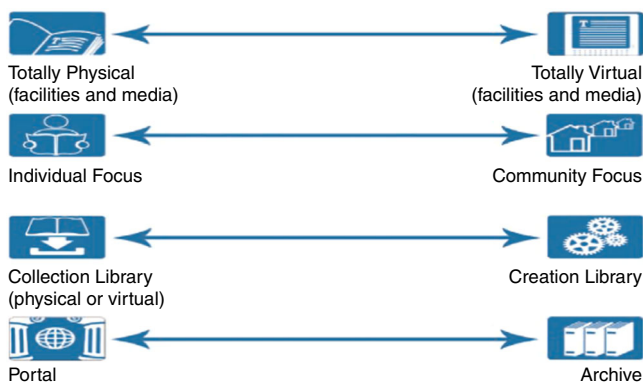 Totally Physical
(facilities and media)
Totally Virtual
(facilities and media)
Individual Focus
Community Focus
Collection Library
(physical or virtual)
Creation Library
Portal
Archive